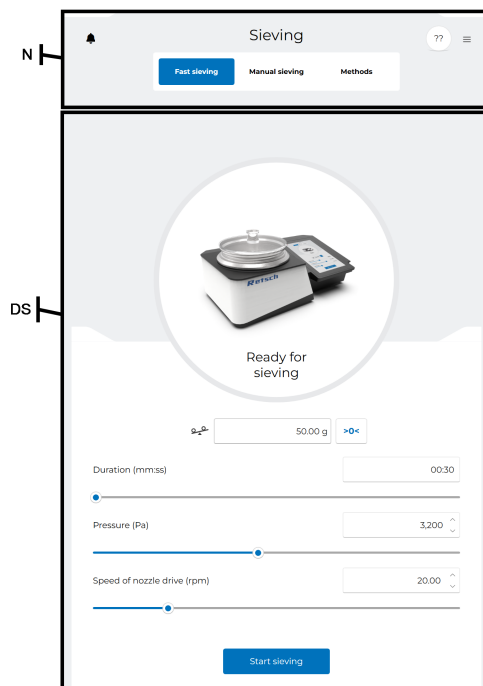 Sieving
??
N
Fast sieving Manual sieving Methods
Retsch
DS
Ready for
sieving
50.00 g >0<
Duration (mm:ss) 00:30
Pressure (Pa) 3,200
Speed of nozzle drive (rpm) 20.00
Start sieving